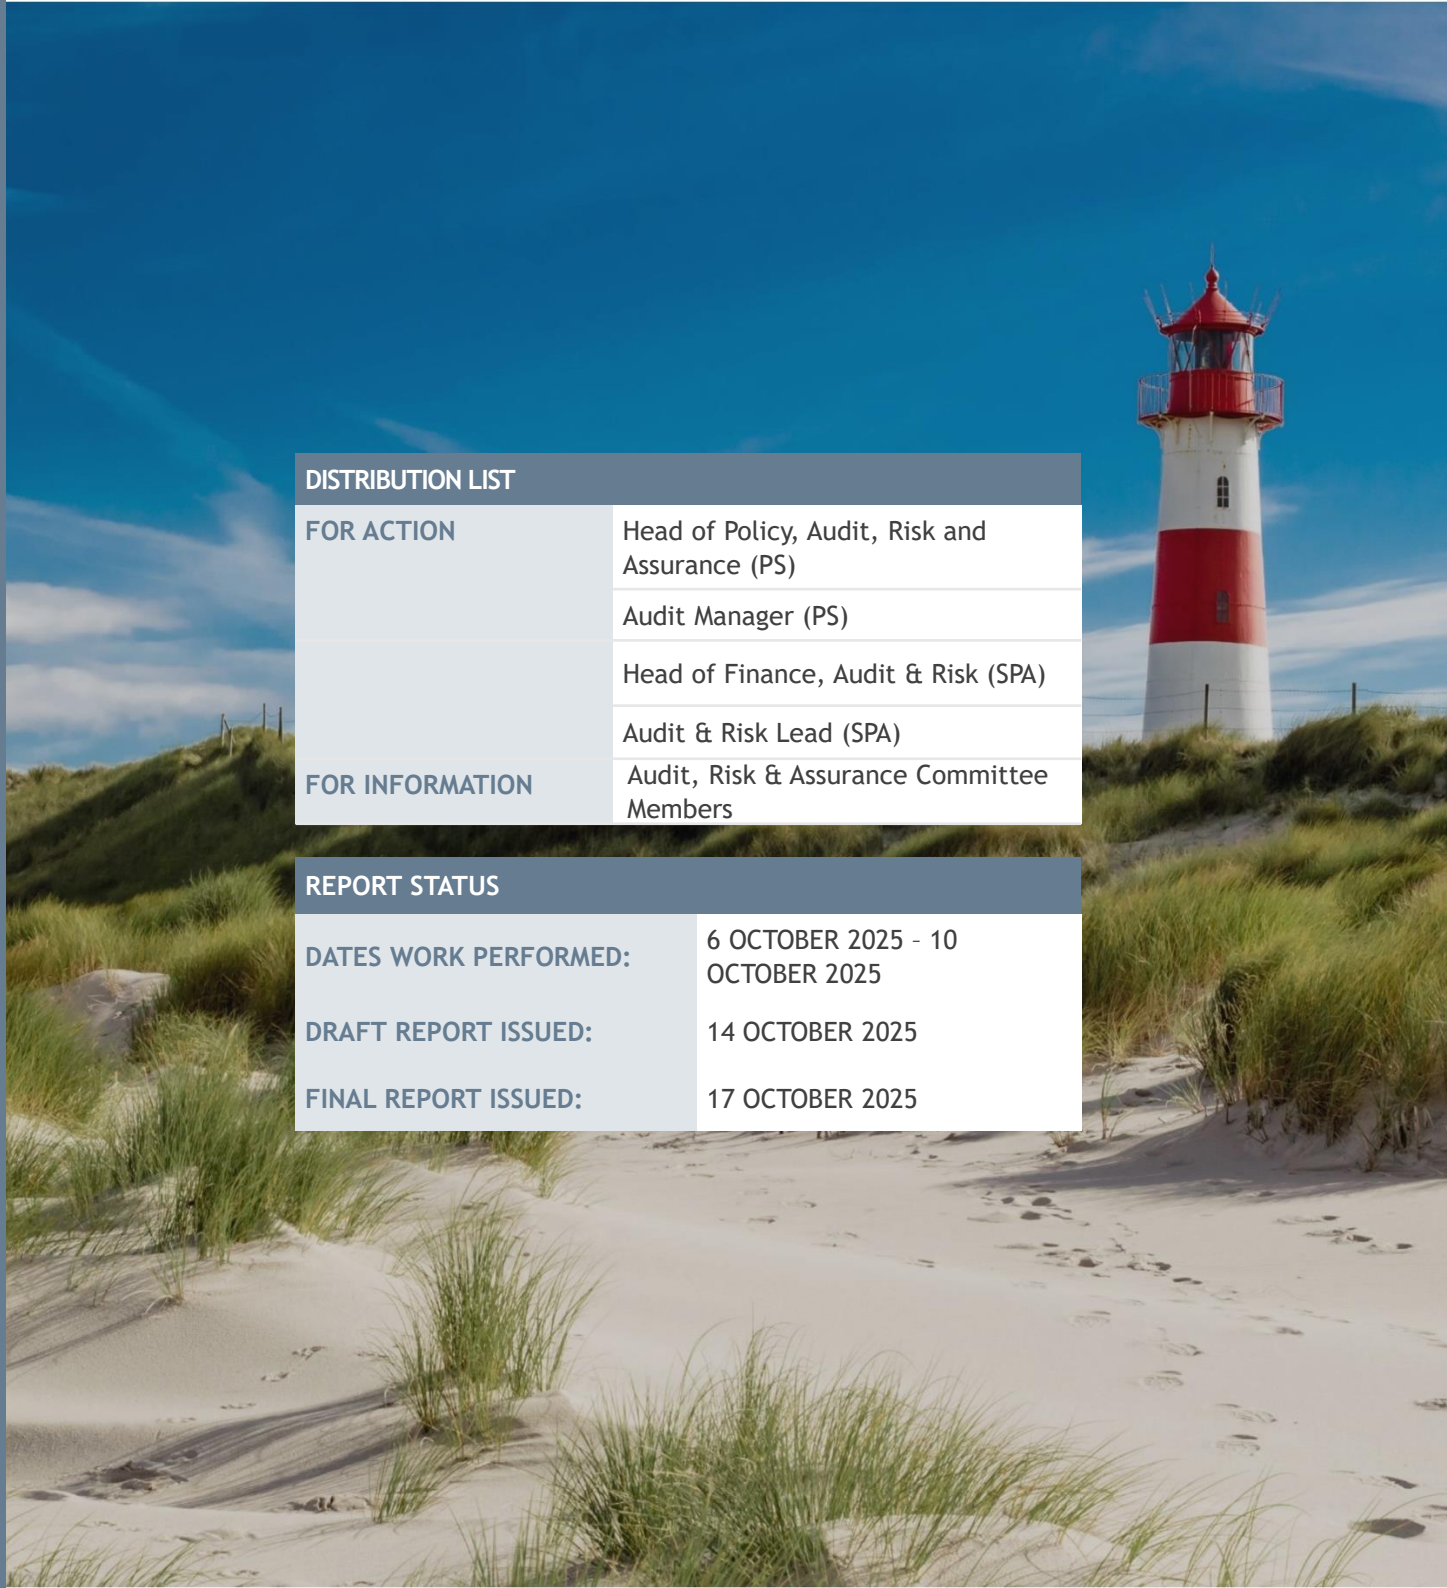 DISTRIBUTION LIST
FOR ACTION
Head of Policy, Audit, Risk and
Assurance (PS)
Audit Manager (PS)
Head of Finance, Audit & Risk (SPA)
Audit & Risk Lead (SPA)
FOR INFORMATION
Audit, Risk & Assurance Committee
Members
REPORT STATUS
DATES WORK PERFORMED:
6 OCTOBER 2025 – 10
OCTOBER 2025
DRAFT REPORT ISSUED:
14 OCTOBER 2025
FINAL REPORT ISSUED:
17 OCTOBER 2025